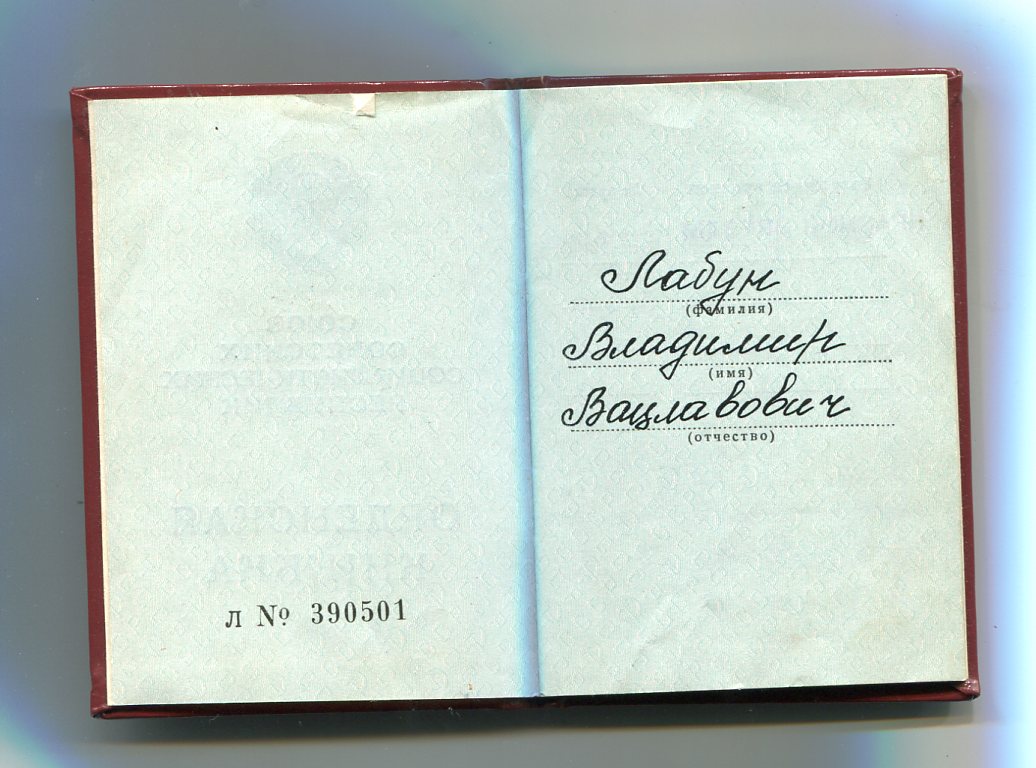 л № 390501
Лабун
(фамилия)
Владимир
(имя)
Вацлавович
(отчество)